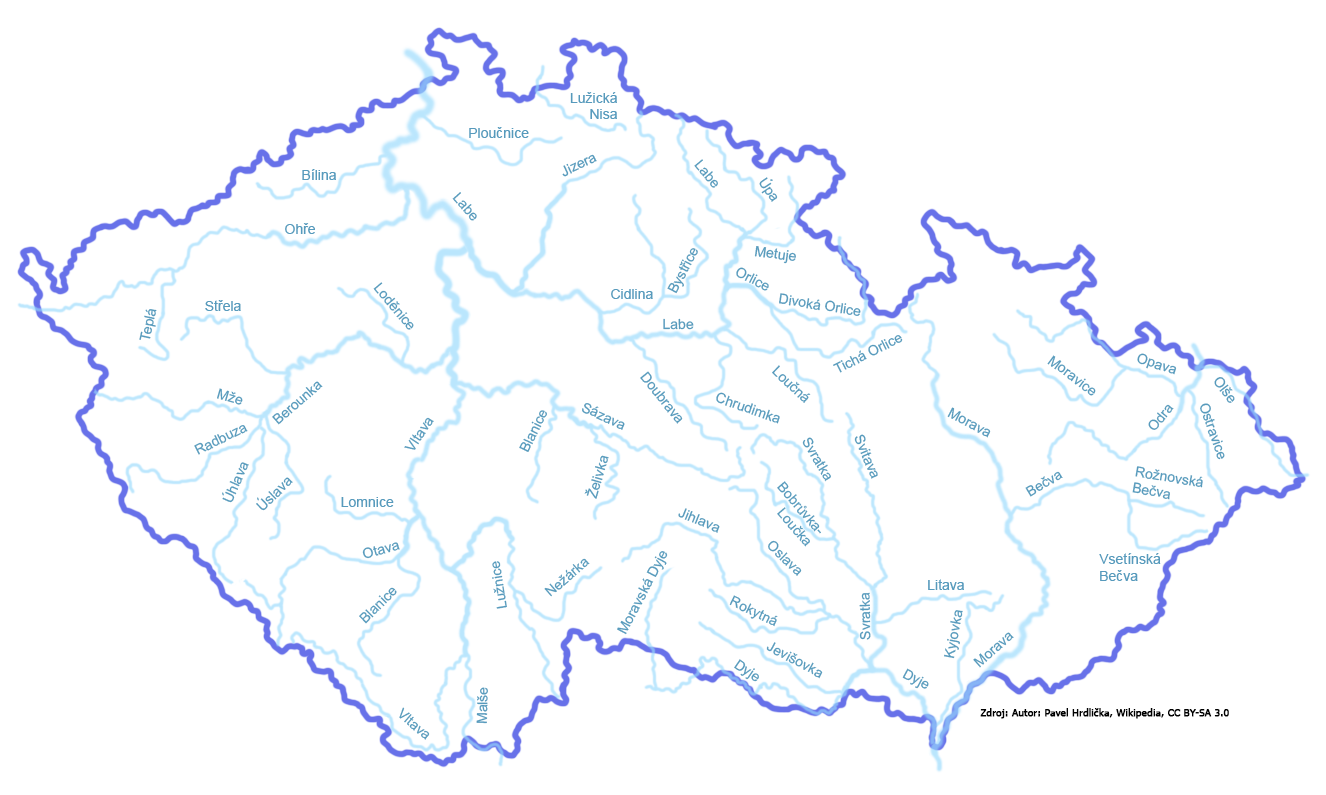 Lužická
Nisa
Ploučnice
Jizera
Bílina
Labe
Úpa
Labe
Ohře
Metuje
Bystřice
Orlice
Divoká Orlice
Cidlina
Teplá
Střela
Loděnice
Labe
Tichá Orlice
Loučná
Moravice
Opava
Olše
Mže
Berounka
Doubrava
Chrudimka
Morava
Odra
Ostravice
Radbuza
Vltava
Blanice
Sázava
Svratka
Svitava
Úhlava
Úslava
Želivka
Bečva
Rožnovská
Bečva
Lomnice
Bobrůvka-
Loučka
Jihlava
Otava
Oslava
Vsetínská
Bečva
Lužnice
Nežárka
Moravská Dyje
Litava
Blanice
Rokytná
Svratka
Kyjovka
Morava
Jevišovka
Dyje
Dyje
Malše
Vltava
Zdroj: Autor: Pavel Hrdlička, Wikipedia, CC BY-SA 3.0